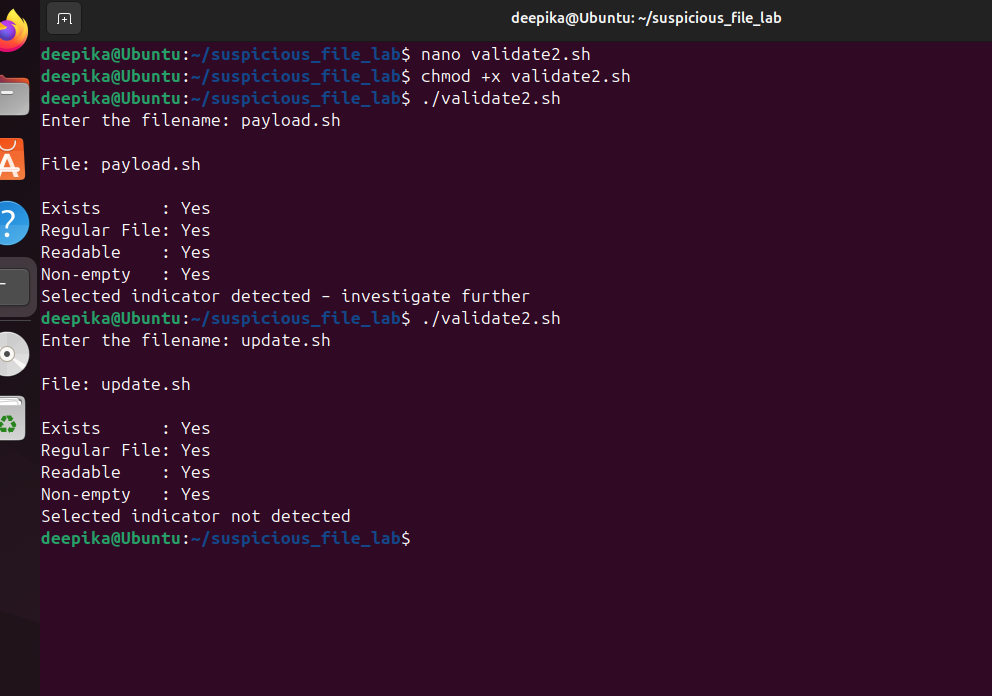 deepika@Ubuntu: ~/suspicious_file_lab
deepika@Ubuntu:~/suspicious_file_lab$ nano validate2.sh
deepika@Ubuntu:~/suspicious_file_lab$ chmod +x validate2.sh
deepika@Ubuntu:~/suspicious_file_lab$ ./validate2.sh
Enter the filename: payload.sh
File: payload.sh
Exists      : Yes
Regular File: Yes
Readable    : Yes
Non-empty   : Yes
Selected indicator detected – investigate further
deepika@Ubuntu:~/suspicious_file_lab$ ./validate2.sh
Enter the filename: update.sh
File: update.sh
Exists      : Yes
Regular File: Yes
Readable    : Yes
Non-empty   : Yes
Selected indicator not detected
deepika@Ubuntu:~/suspicious_file_lab$